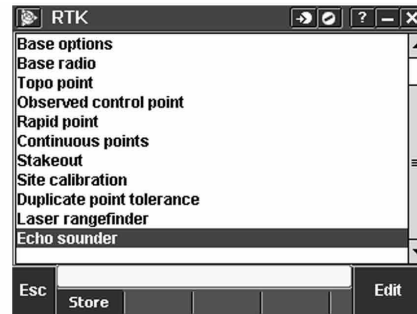 RTK ? – ×
Base options
Base radio
Topo point
Observed control point
Rapid point
Continuous points
Stakeout
Site calibration
Duplicate point tolerance
Laser rangefinder
Echo sounder
Esc
Edit
Store